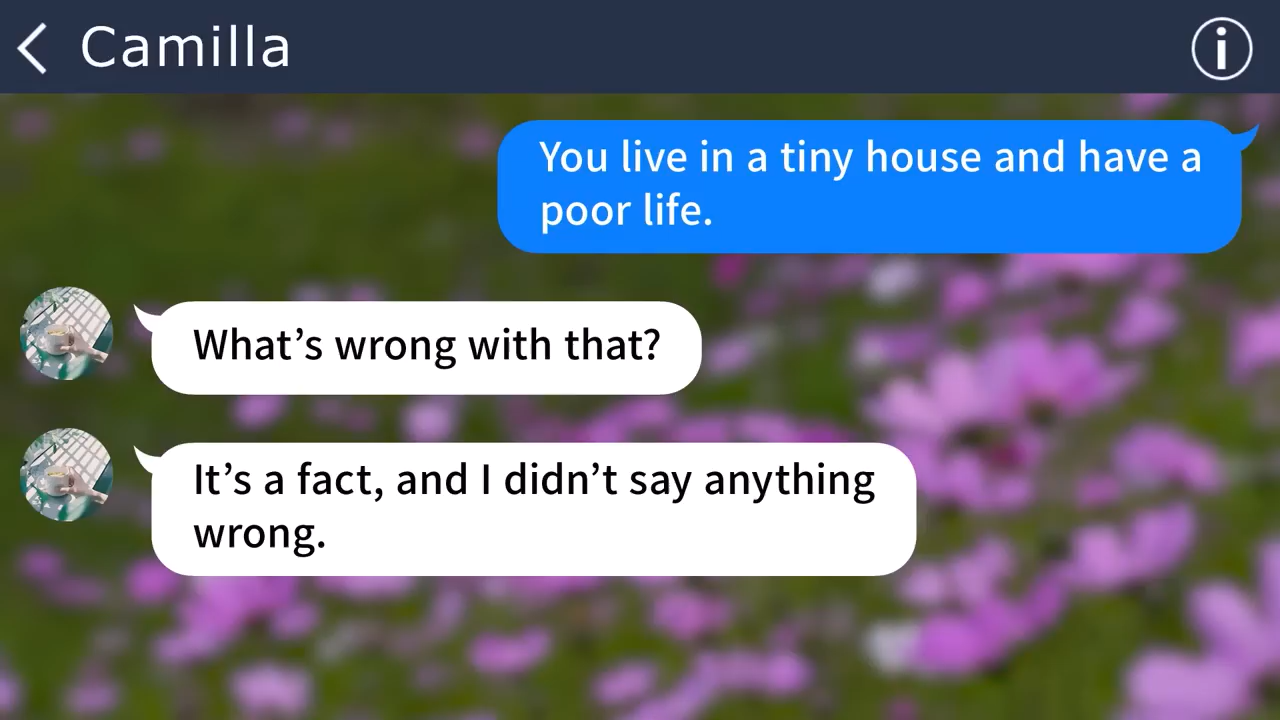 Camilla
You live in a tiny house and have a
poor life.
What’s wrong with that?
It’s a fact, and I didn’t say anything
wrong.